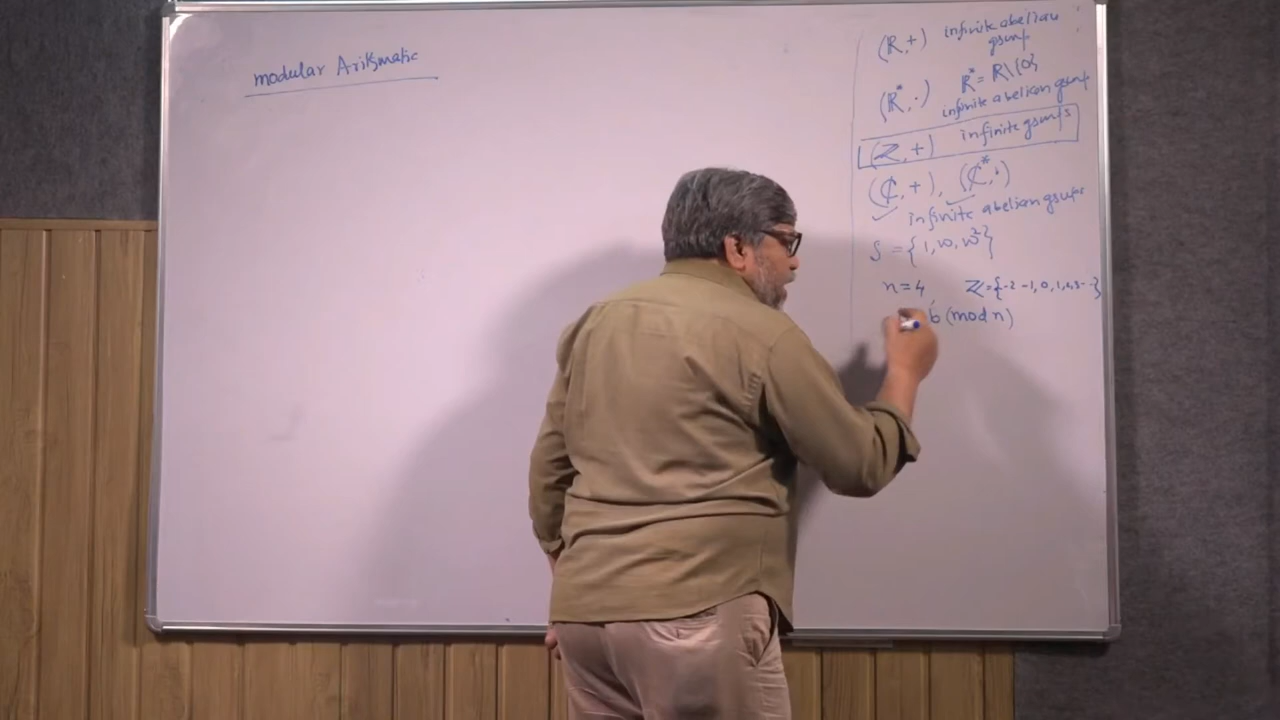 modular Arithmatic
(R,+) infinite abelian
group
(R*,·) R* = R\{0}
infinite abelian group
(Z,+) infinite groups
(ℂ,+), (ℂ*,·)
infinite abelian groups
S = {1, w, w²}
n=4 Z={-2 -1, 0, 1, 2, 3 - -}
b (mod n)